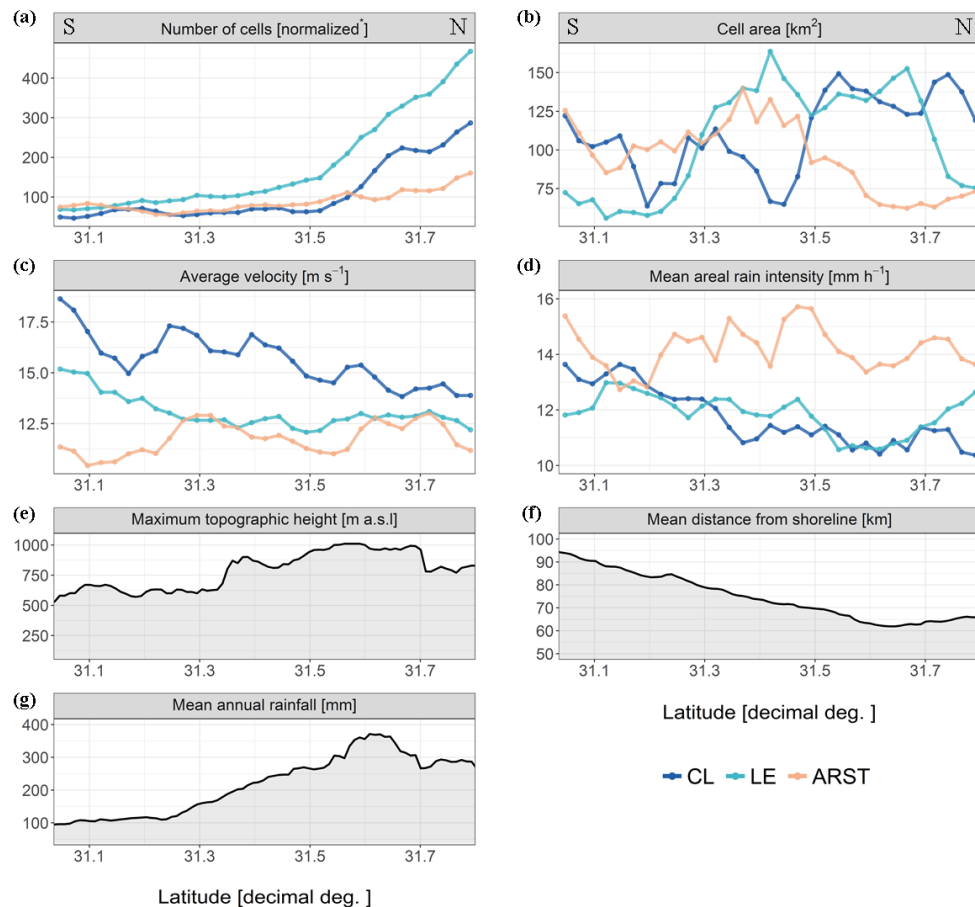 (a) S Number of cells [normalized*] N
400
300
200
100
31.1 31.3 31.5 31.7
(b) S Cell area [km²] N
150
125
100
75
31.1 31.3 31.5 31.7
(c) Average velocity [m s⁻¹]
17.5
15.0
12.5
31.1 31.3 31.5 31.7
(d) Mean areal rain intensity [mm h⁻¹]
16
14
12
10
31.1 31.3 31.5 31.7
(e) Maximum topographic height [m a.s.l]
1000
750
500
250
31.1 31.3 31.5 31.7
(f) Mean distance from shoreline [km]
100
90
80
70
60
50
31.1 31.3 31.5 31.7
Latitude [decimal deg. ]
(g) Mean annual rainfall [mm]
400
300
200
100
31.1 31.3 31.5 31.7
Latitude [decimal deg. ]
CL LE ARST